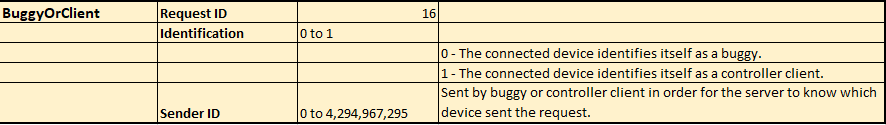 BuggyOrClient Request ID 16
Identification 0 to 1
0 - The connected device identifies itself as a buggy.
1 - The connected device identifies itself as a controller client.
Sent by buggy or controller client in order for the server to know which
Sender ID 0 to 4,294,967,295 device sent the request.